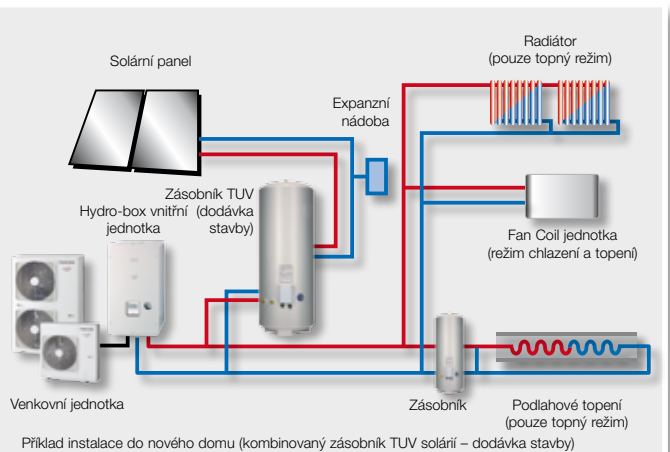 Solární panel
Radiátor
(pouze topný režim)
Expanzní
nádoba
Zásobník TUV
(dodávka
stavby)
Hydro-box vnitřní
jednotka
Fan Coil jednotka
(režim chlazení a topení)
Venkovní jednotka
Zásobník
Podlahové topení
(pouze topný režim)
Příklad instalace do nového domu (kombinovaný zásobník TUV solárií – dodávka stavby)